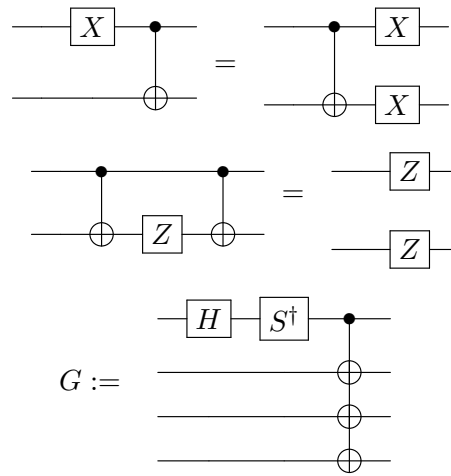 X = X
X
Z = Z
Z
H S†
G :=